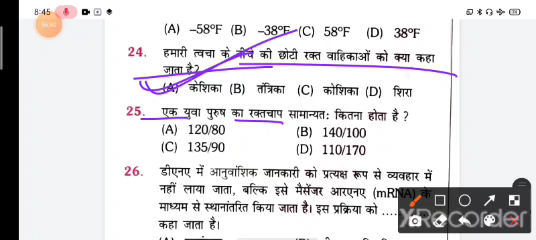 8:45
(A) –58°F (B) –38°F (C) 58°F (D) 38°F
24. हमारी त्वचा के नीचे की छोटी रक्त वाहिकाओं को क्या कहा
जाता है?
(A) केशिका (B) तंत्रिका (C) कोशिका (D) शिरा
25. एक युवा पुरुष का रक्तचाप सामान्यतः कितना होता है ?
(A) 120/80 (B) 140/100
(C) 135/90 (D) 110/170
26. डीएनए में आनुवांशिक जानकारी को प्रत्यक्ष रूप से व्यवहार में
नहीं लाया जाता, बल्कि इसे मैसेंजर आरएनए (mRNA) के
माध्यम से स्थानांतरित किया जाता है। इस प्रक्रिया को ....
कहा जाता है।
RECORDER